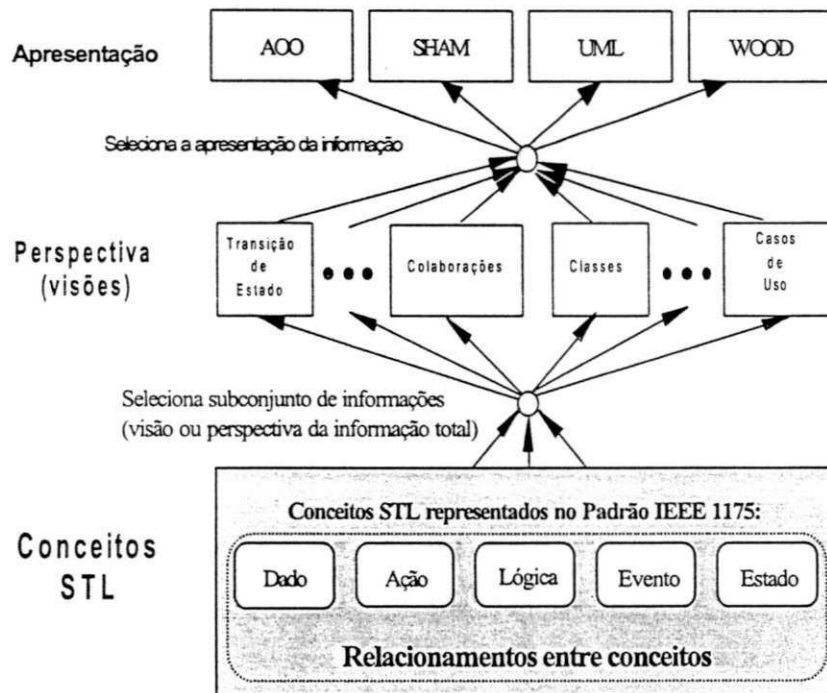 Apresentação
AOO
SHAM
UML
WOOD
Seleciona a apresentação da informação
Perspectiva
(visões)
Transição
de
Estado
Colaborações
Classes
Casos
de
Uso
Seleciona subconjunto de informações
(visão ou perspectiva da informação total)
Conceitos
STL
Conceitos STL representados no Padrão IEEE 1175:
Dado
Ação
Lógica
Evento
Estado
Relacionamentos entre conceitos